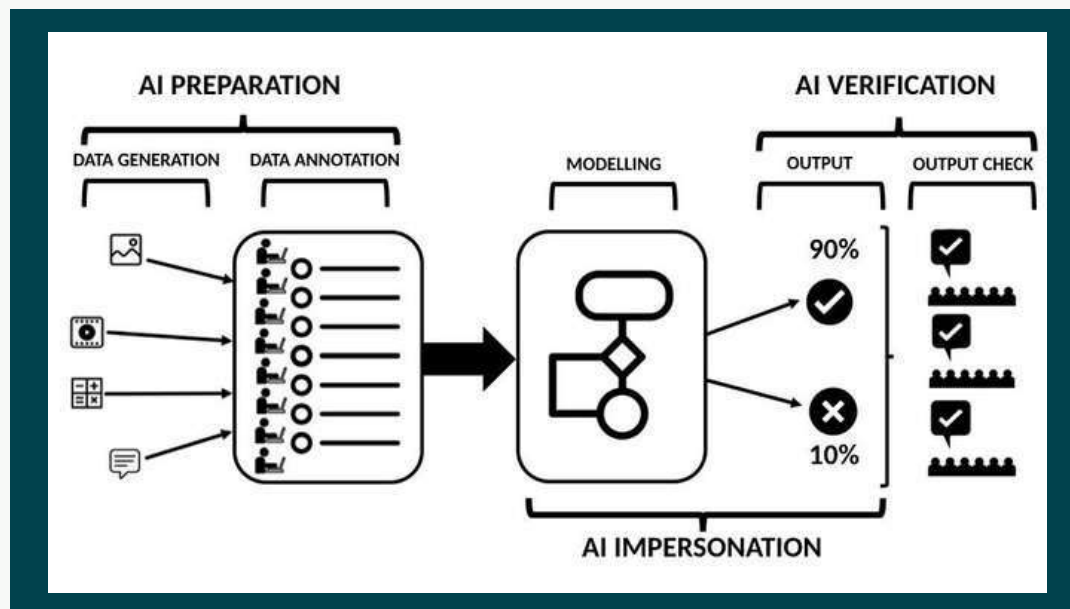 AI PREPARATION
AI VERIFICATION
DATA GENERATION
DATA ANNOTATION
MODELLING
OUTPUT
OUTPUT CHECK
90%
10%
AI IMPERSONATION